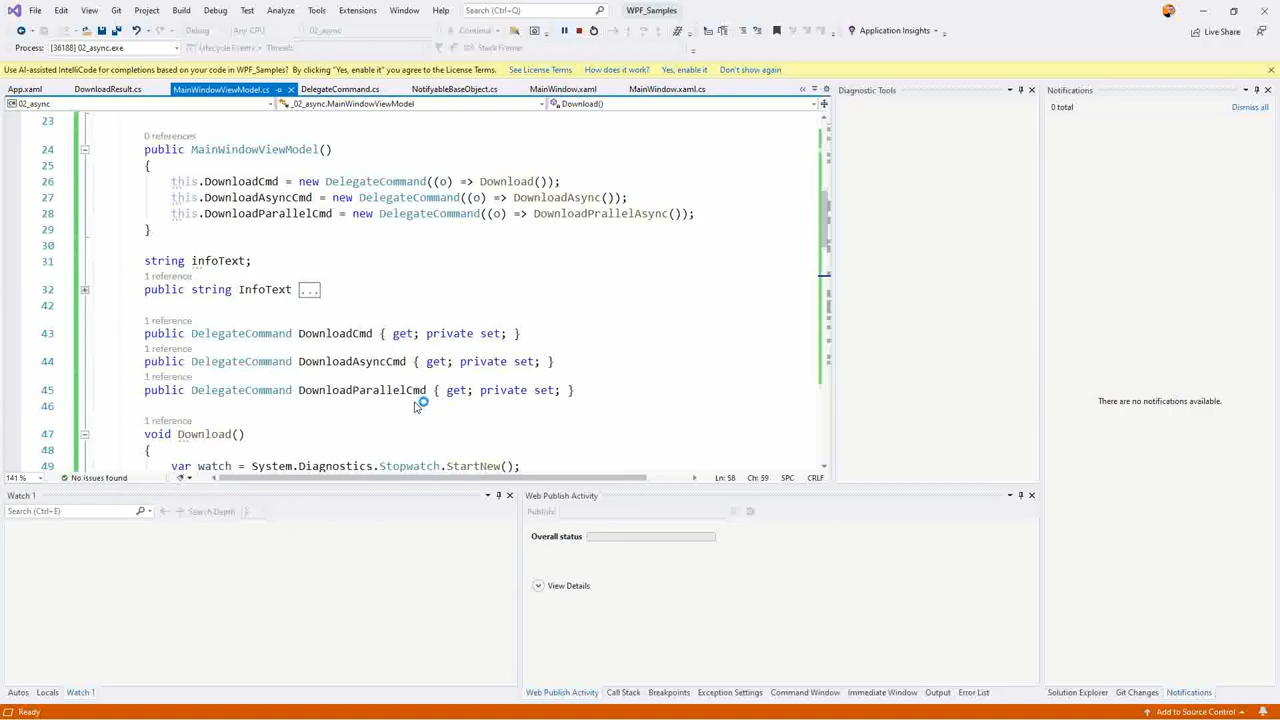 File Edit View Git Project Build Debug Test Analyze Tools Extensions Window Help Search (Ctrl+Q) WPF_Samples
Debug Any CPU 02_async Continue Application Insights Live Share
Process: [36188] 02_async.exe Lifecycle Events Thread: Stack Frame:
Use AI-assisted IntelliCode for completions based on your code in WPF_Samples? By clicking "Yes, enable it" you agree to the License Terms. See License Terms How does it work? Yes, enable it Don't show again
App.xaml DownloadResult.cs MainWindowViewModel.cs DelegateCommand.cs NotifyableBaseObject.cs MainWindow.xaml MainWindow.xaml.cs
02_async _02_async.MainWindowViewModel Download()
23
0 references
24 public MainWindowViewModel()
25 {
26 this.DownloadCmd = new DelegateCommand((o) => Download());
27 this.DownloadAsyncCmd = new DelegateCommand((o) => DownloadAsync());
28 this.DownloadParallelCmd = new DelegateCommand((o) => DownloadPrallelAsync());
29 }
30
31 string infoText;
1 reference
32 public string InfoText ...
42
1 reference
43 public DelegateCommand DownloadCmd { get; private set; }
1 reference
44 public DelegateCommand DownloadAsyncCmd { get; private set; }
1 reference
45 public DelegateCommand DownloadParallelCmd { get; private set; }
46
1 reference
47 void Download()
48 {
49 var watch = System.Diagnostics.Stopwatch.StartNew();
141 % No issues found Ln: 58 Ch: 59 SPC CRLF
Diagnostic Tools
Notifications
0 total Dismiss all
There are no notifications available.
Watch 1
Search (Ctrl+E) Search Depth:
Web Publish Activity
Publish:
Overall status
View Details
Autos Locals Watch 1
Web Publish Activity Call Stack Breakpoints Exception Settings Command Window Immediate Window Output Error List
Solution Explorer Git Changes Notifications
Ready Add to Source Control